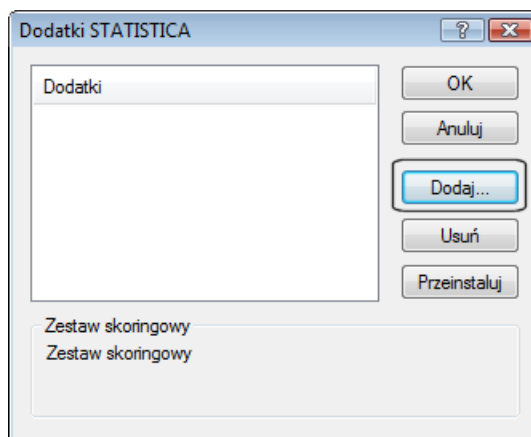 Dodatki STATISTICA
Dodatki
OK
Anuluj
Dodaj...
Usuń
Przeinstaluj
Zestaw skoringowy
Zestaw skoringowy